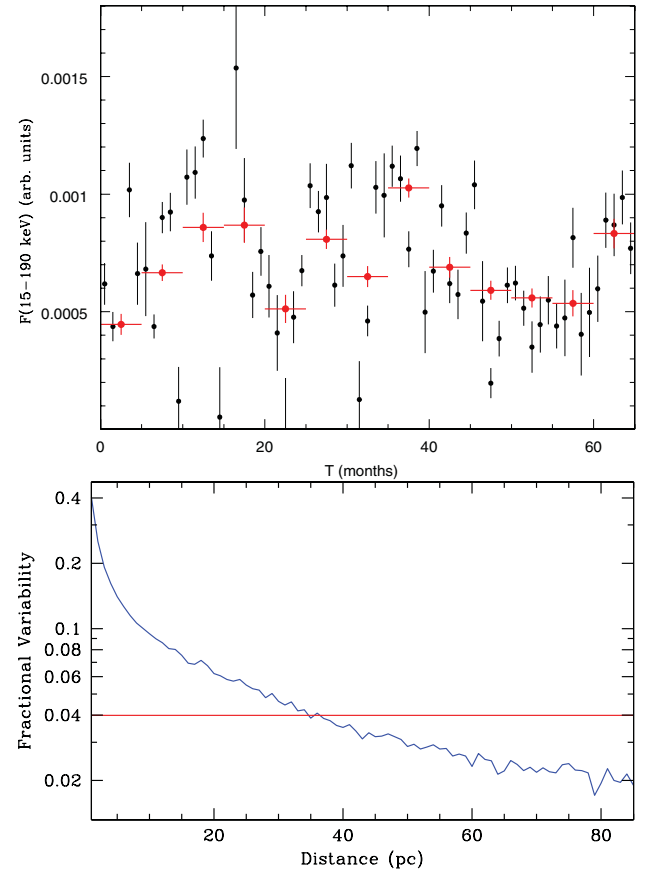 F(15−190 keV) (arb. units)
0.0015
0.001
0.0005
0 20 40 60
T (months)
Fractional Variability
0.4
0.2
0.1
0.08
0.06
0.04
0.02
20 40 60 80
Distance (pc)